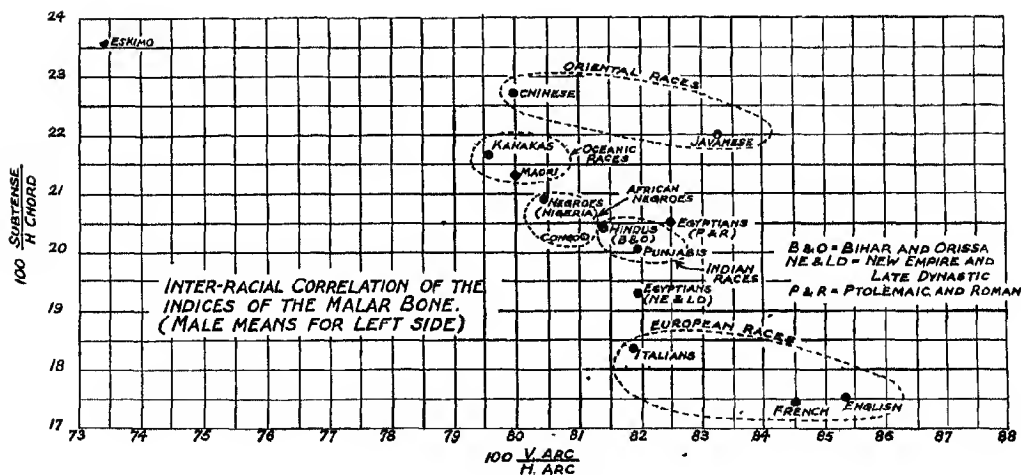 24
23
22
21
20
19
18
17
100 SUBTENSE
H CHORD
ESKIMO
ORIENTAL RACES
CHINESE
JAVANESE
KANAKAS
OCEANIC
RACES
MAORI
AFRICAN
NEGROES
NEGROES
(NIGERIA)
CONGO
HINDUS
(B&O)
EGYPTIANS
(P & R)
PUNJABIS
INDIAN
RACES
EGYPTIANS
(NE & LD)
B & O = BIHAR AND ORISSA
NE & LD = NEW EMPIRE AND
LATE DYNASTIC
P & R = PTOLEMAIC, AND ROMAN
INTER-RACIAL CORRELATION OF THE
INDICES OF THE MALAR BONE.
(MALE MEANS FOR LEFT SIDE)
EUROPEAN RACES
ITALIANS
FRENCH
ENGLISH
73 74 75 76 77 78 79 80 81 82 83 84 85 86 87 88
100 V. ARC
H. ARC